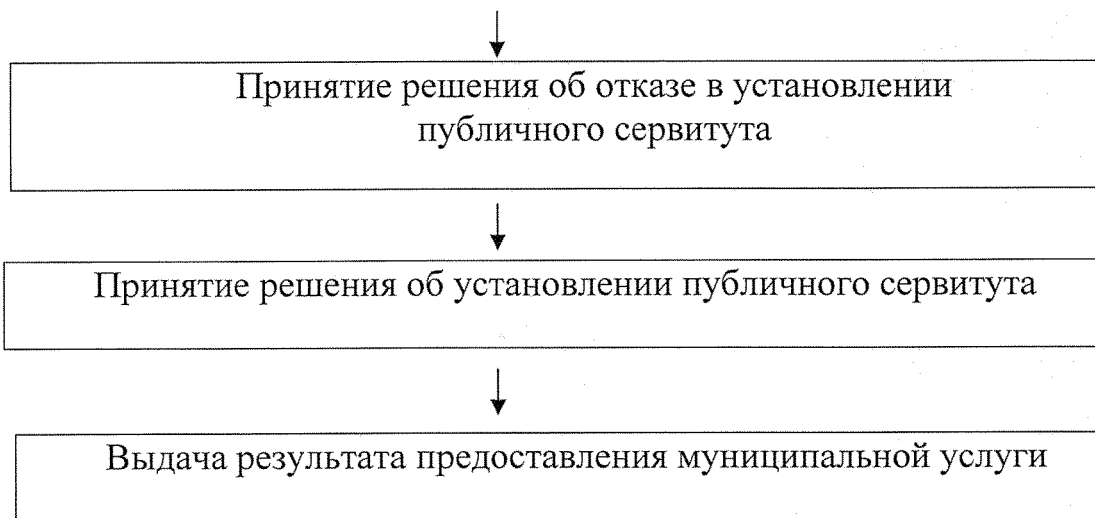 Принятие решения об отказе в установлении
публичного сервитута
Принятие решения об установлении публичного сервитута
Выдача результата предоставления муниципальной услуги